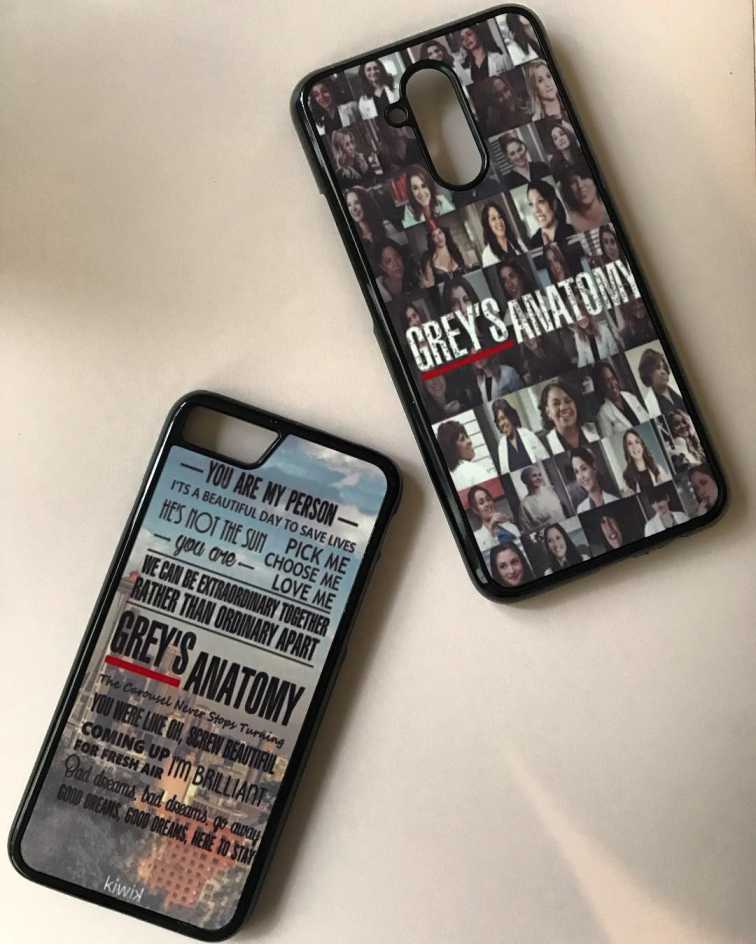 GREY'S ANATOMY
— YOU ARE MY PERSON —
I'TS A BEAUTIFUL DAY TO SAVE LIVES
HE'S NOT THE SUN
— you are —
PICK ME
CHOOSE ME
LOVE ME
WE CAN BE EXTRAORDINARY TOGETHER
RATHER THAN ORDINARY APART
GREY'S ANATOMY
The Carousel Never Stops Turning
YOU WERE LIKE OH, SCREW BEAUTIFUL
COMING UP
FOR FRESH AIR
I'M BRILLIANT
Bad dreams, bad dreams, go away
GOOD DREAMS, GOOD DREAMS, HERE TO STAY
kiwik